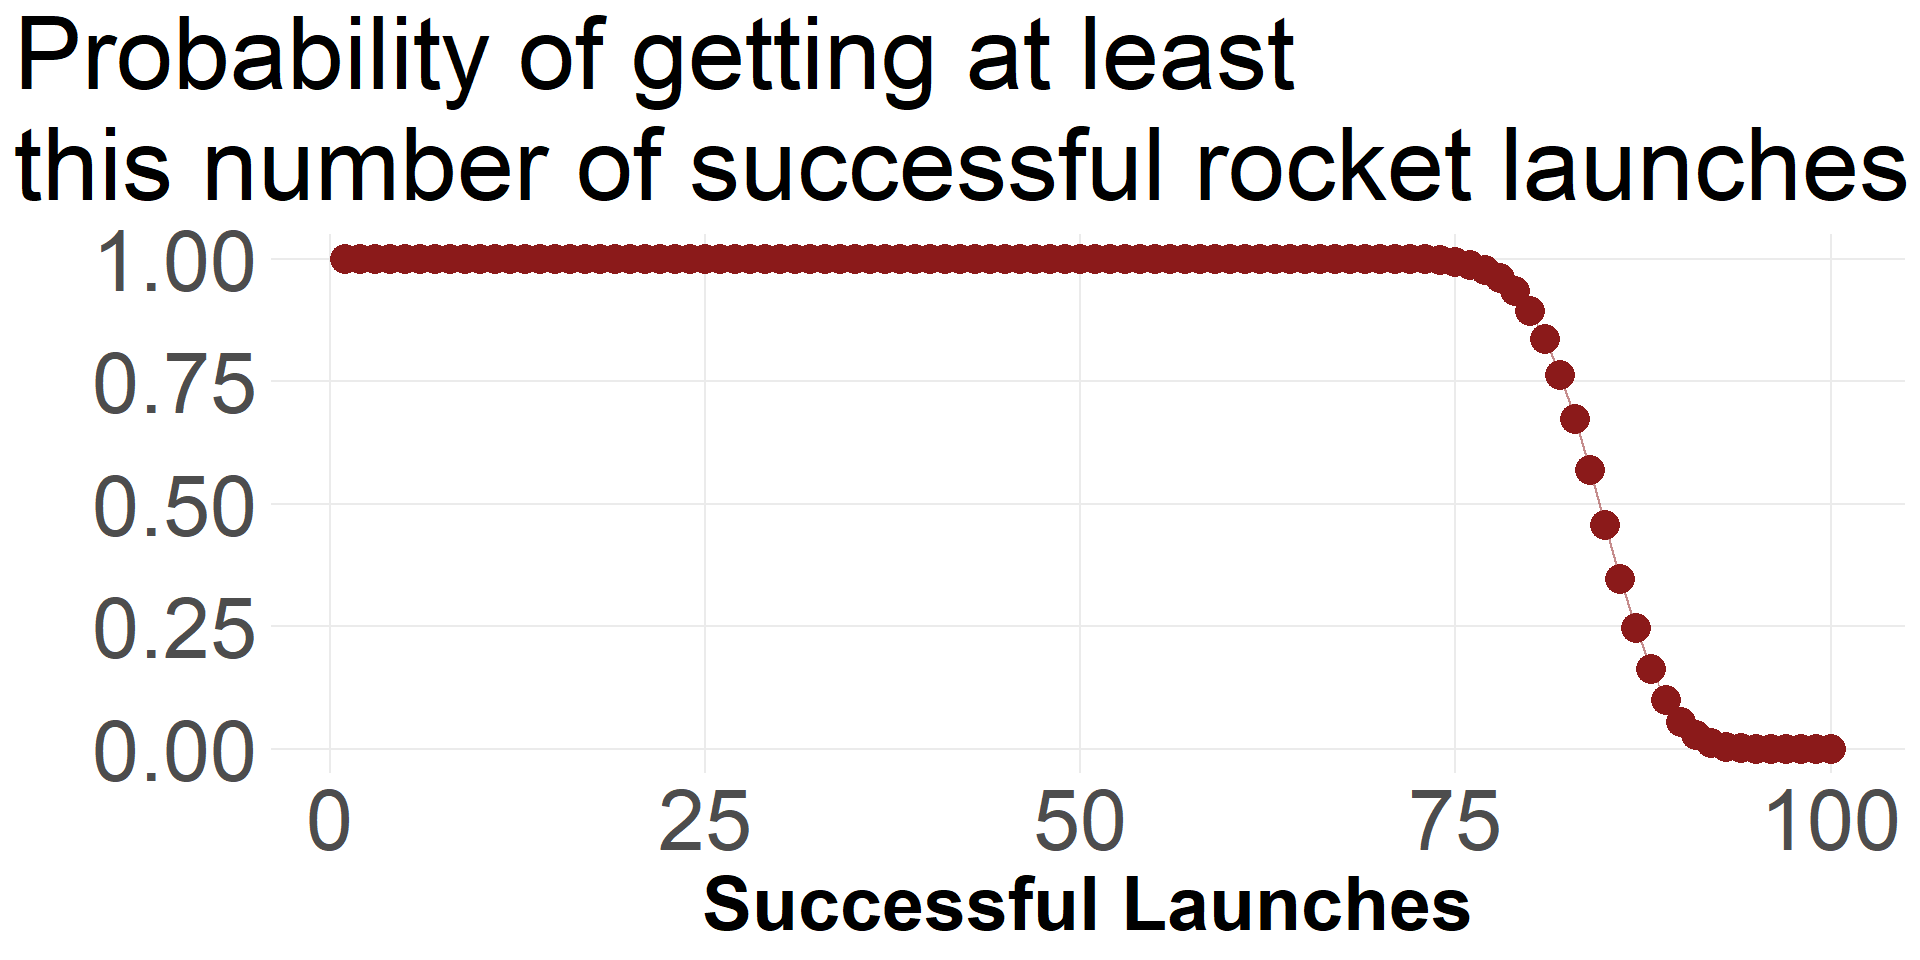 Probability of getting at least
this number of successful rocket launches
1.00
0.75
0.50
0.25
0.00
0 25 50 75 100
Successful Launches